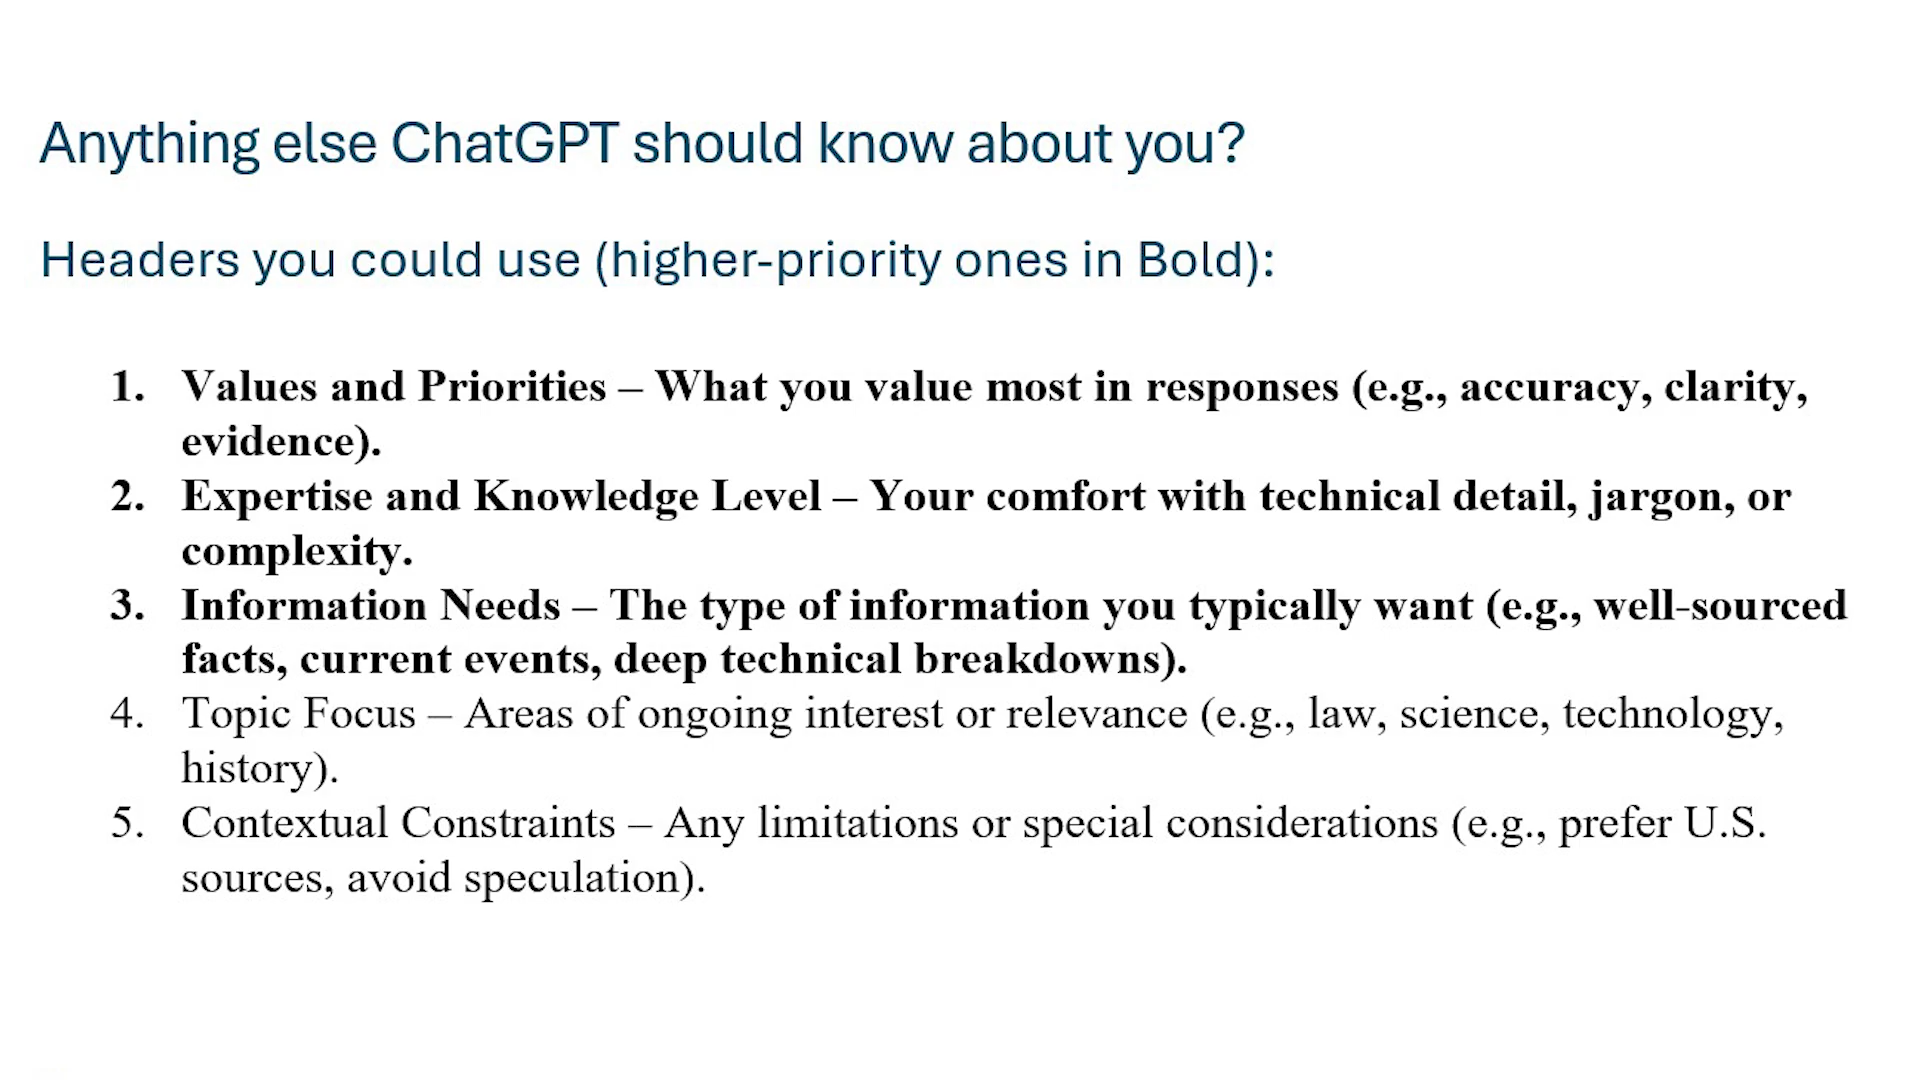 Anything else ChatGPT should know about you?
Headers you could use (higher-priority ones in Bold):
1. Values and Priorities – What you value most in responses (e.g., accuracy, clarity,
evidence).
2. Expertise and Knowledge Level – Your comfort with technical detail, jargon, or
complexity.
3. Information Needs – The type of information you typically want (e.g., well-sourced
facts, current events, deep technical breakdowns).
4. Topic Focus – Areas of ongoing interest or relevance (e.g., law, science, technology,
history).
5. Contextual Constraints – Any limitations or special considerations (e.g., prefer U.S.
sources, avoid speculation).